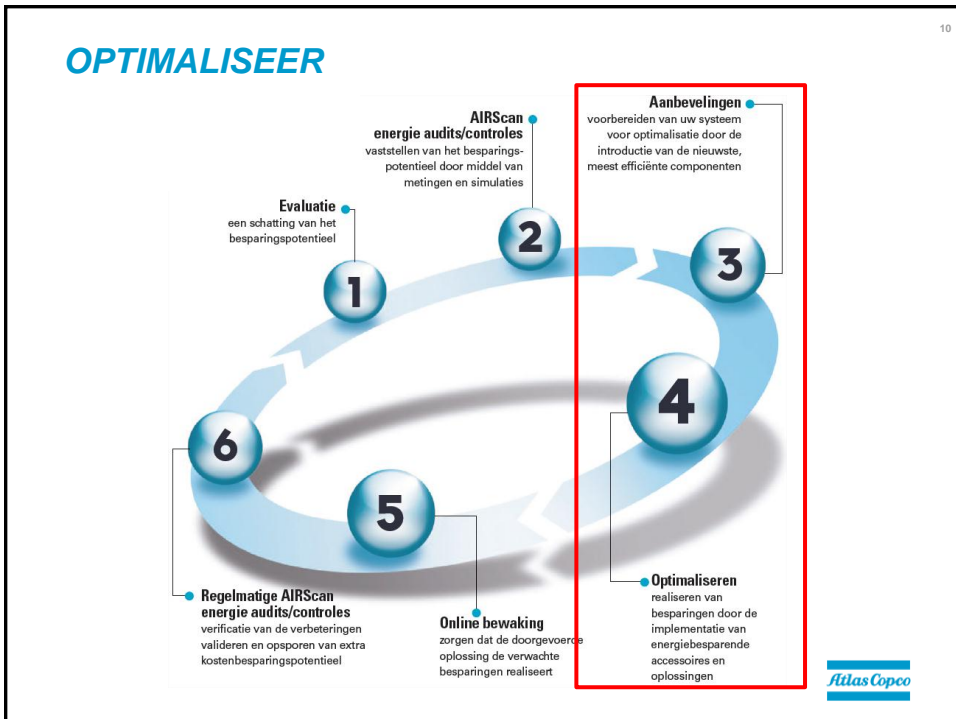 10
OPTIMALISEER
1
Evaluatie
een schatting van het
besparingspotentieel
2
AIRScan
energie audits/controles
vaststellen van het besparings-
potentieel door middel van
metingen en simulaties
3
Aanbevelingen
voorbereiden van uw systeem
voor optimalisatie door de
introductie van de nieuwste,
meest efficiënte componenten
4
Optimaliseren
realiseren van
besparingen door de
implementatie van
energiebesparende
accessoires en
oplossingen
5
Online bewaking
zorgen dat de doorgevoerde
oplossing de verwachte
besparingen realiseert
6
Regelmatige AIRScan
energie audits/controles
verificatie van de verbeteringen
valideren en opsporen van extra
kostenbesparingspotentieel
Atlas Copco